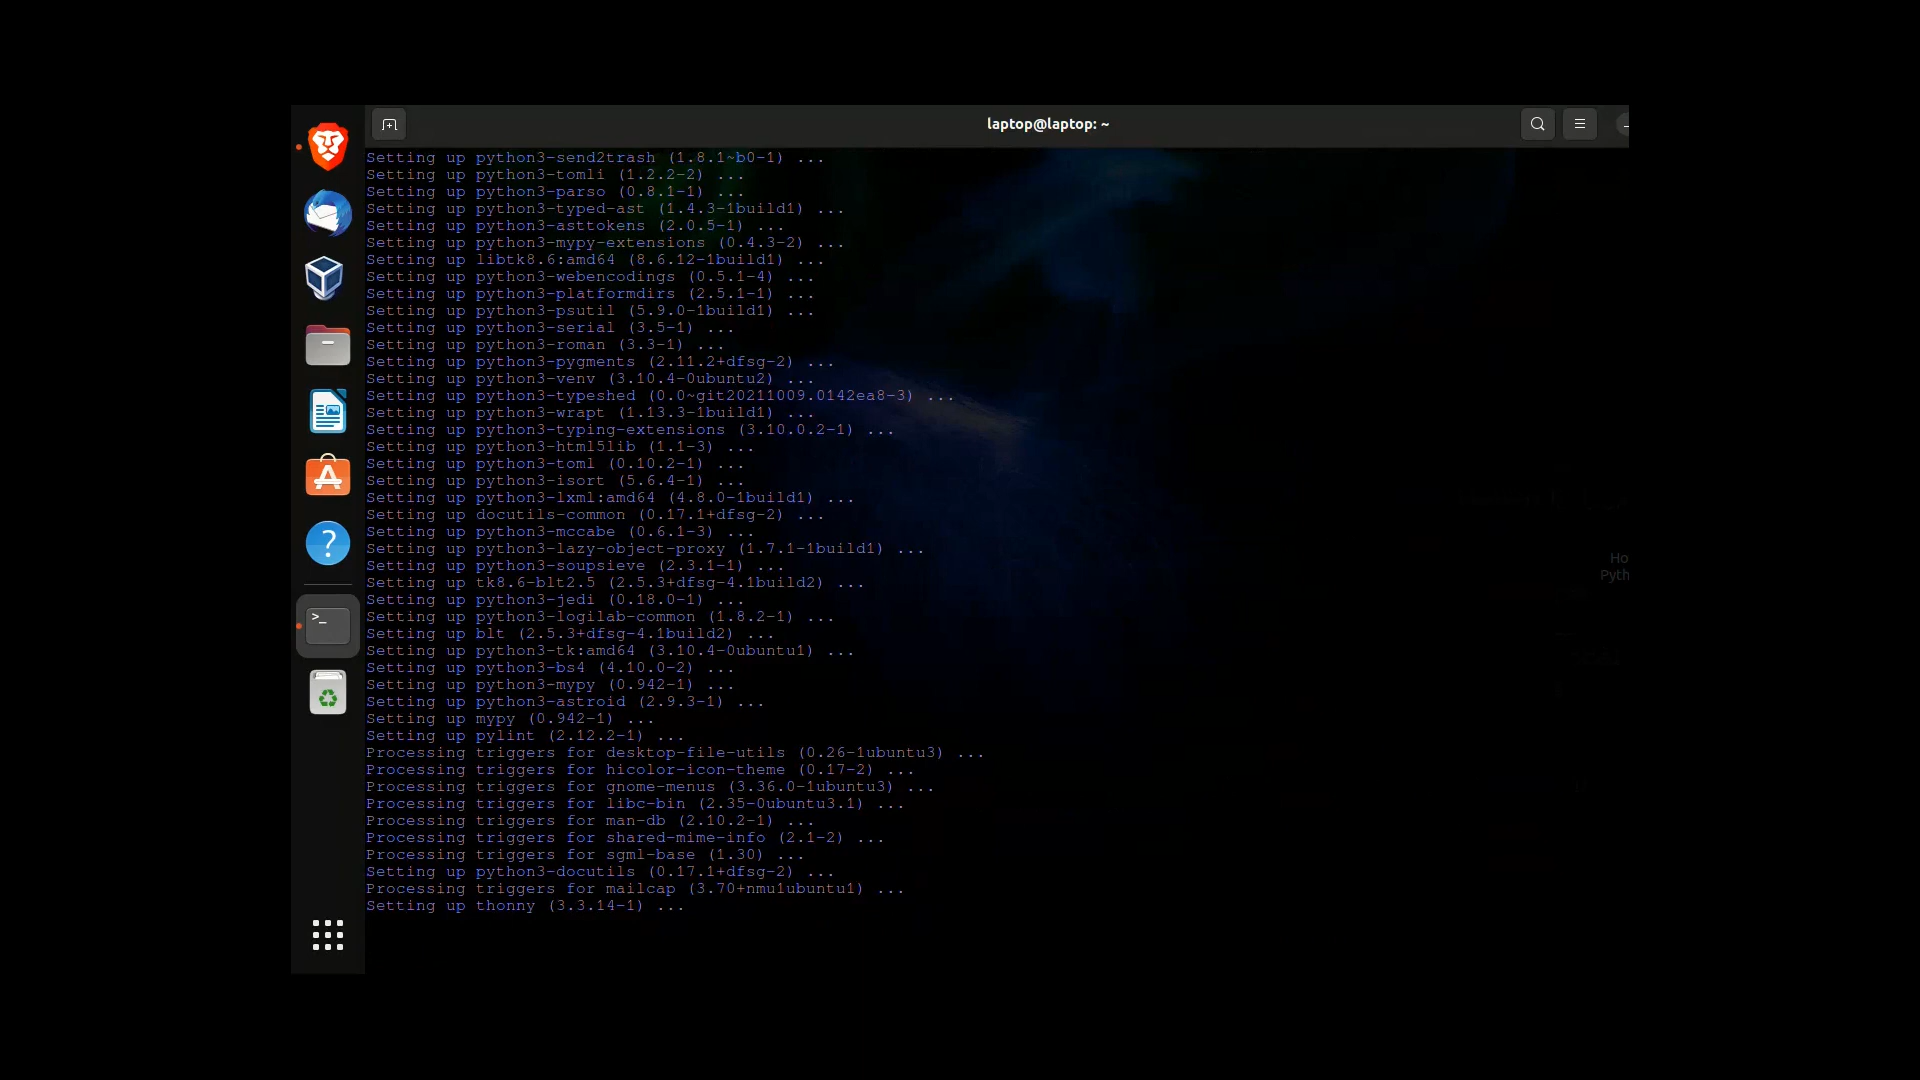 laptop@laptop: ~
Setting up python3-send2trash (1.8.1~b0-1) ...
Setting up python3-tomli (1.2.2-2) ...
Setting up python3-parso (0.8.1-1) ...
Setting up python3-typed-ast (1.4.3-1build1) ...
Setting up python3-asttokens (2.0.5-1) ...
Setting up python3-mypy-extensions (0.4.3-2) ...
Setting up libtk8.6:amd64 (8.6.12-1build1) ...
Setting up python3-webencodings (0.5.1-4) ...
Setting up python3-platformdirs (2.5.1-1) ...
Setting up python3-psutil (5.9.0-1build1) ...
Setting up python3-serial (3.5-1) ...
Setting up python3-roman (3.3-1) ...
Setting up python3-pygments (2.11.2+dfsg-2) ...
Setting up python3-venv (3.10.4-0ubuntu2) ...
Setting up python3-typeshed (0.0~git20211009.0142ea8-3) ...
Setting up python3-wrapt (1.13.3-1build1) ...
Setting up python3-typing-extensions (3.10.0.2-1) ...
Setting up python3-html5lib (1.1-3) ...
Setting up python3-toml (0.10.2-1) ...
Setting up python3-isort (5.6.4-1) ...
Setting up python3-lxml:amd64 (4.8.0-1build1) ...
Setting up docutils-common (0.17.1+dfsg-2) ...
Setting up python3-mccabe (0.6.1-3) ...
Setting up python3-lazy-object-proxy (1.7.1-1build1) ...
Setting up python3-soupsieve (2.3.1-1) ...
Setting up tk8.6-blt2.5 (2.5.3+dfsg-4.1build2) ...
Setting up python3-jedi (0.18.0-1) ...
Setting up python3-logilab-common (1.8.2-1) ...
Setting up blt (2.5.3+dfsg-4.1build2) ...
Setting up python3-tk:amd64 (3.10.4-0ubuntu1) ...
Setting up python3-bs4 (4.10.0-2) ...
Setting up python3-mypy (0.942-1) ...
Setting up python3-astroid (2.9.3-1) ...
Setting up mypy (0.942-1) ...
Setting up pylint (2.12.2-1) ...
Processing triggers for desktop-file-utils (0.26-1ubuntu3) ...
Processing triggers for hicolor-icon-theme (0.17-2) ...
Processing triggers for gnome-menus (3.36.0-1ubuntu3) ...
Processing triggers for libc-bin (2.35-0ubuntu3.1) ...
Processing triggers for man-db (2.10.2-1) ...
Processing triggers for shared-mime-info (2.1-2) ...
Processing triggers for sgml-base (1.30) ...
Setting up python3-docutils (0.17.1+dfsg-2) ...
Processing triggers for mailcap (3.70+nmu1ubuntu1) ...
Setting up thonny (3.3.14-1) ...
Ho
Pyth